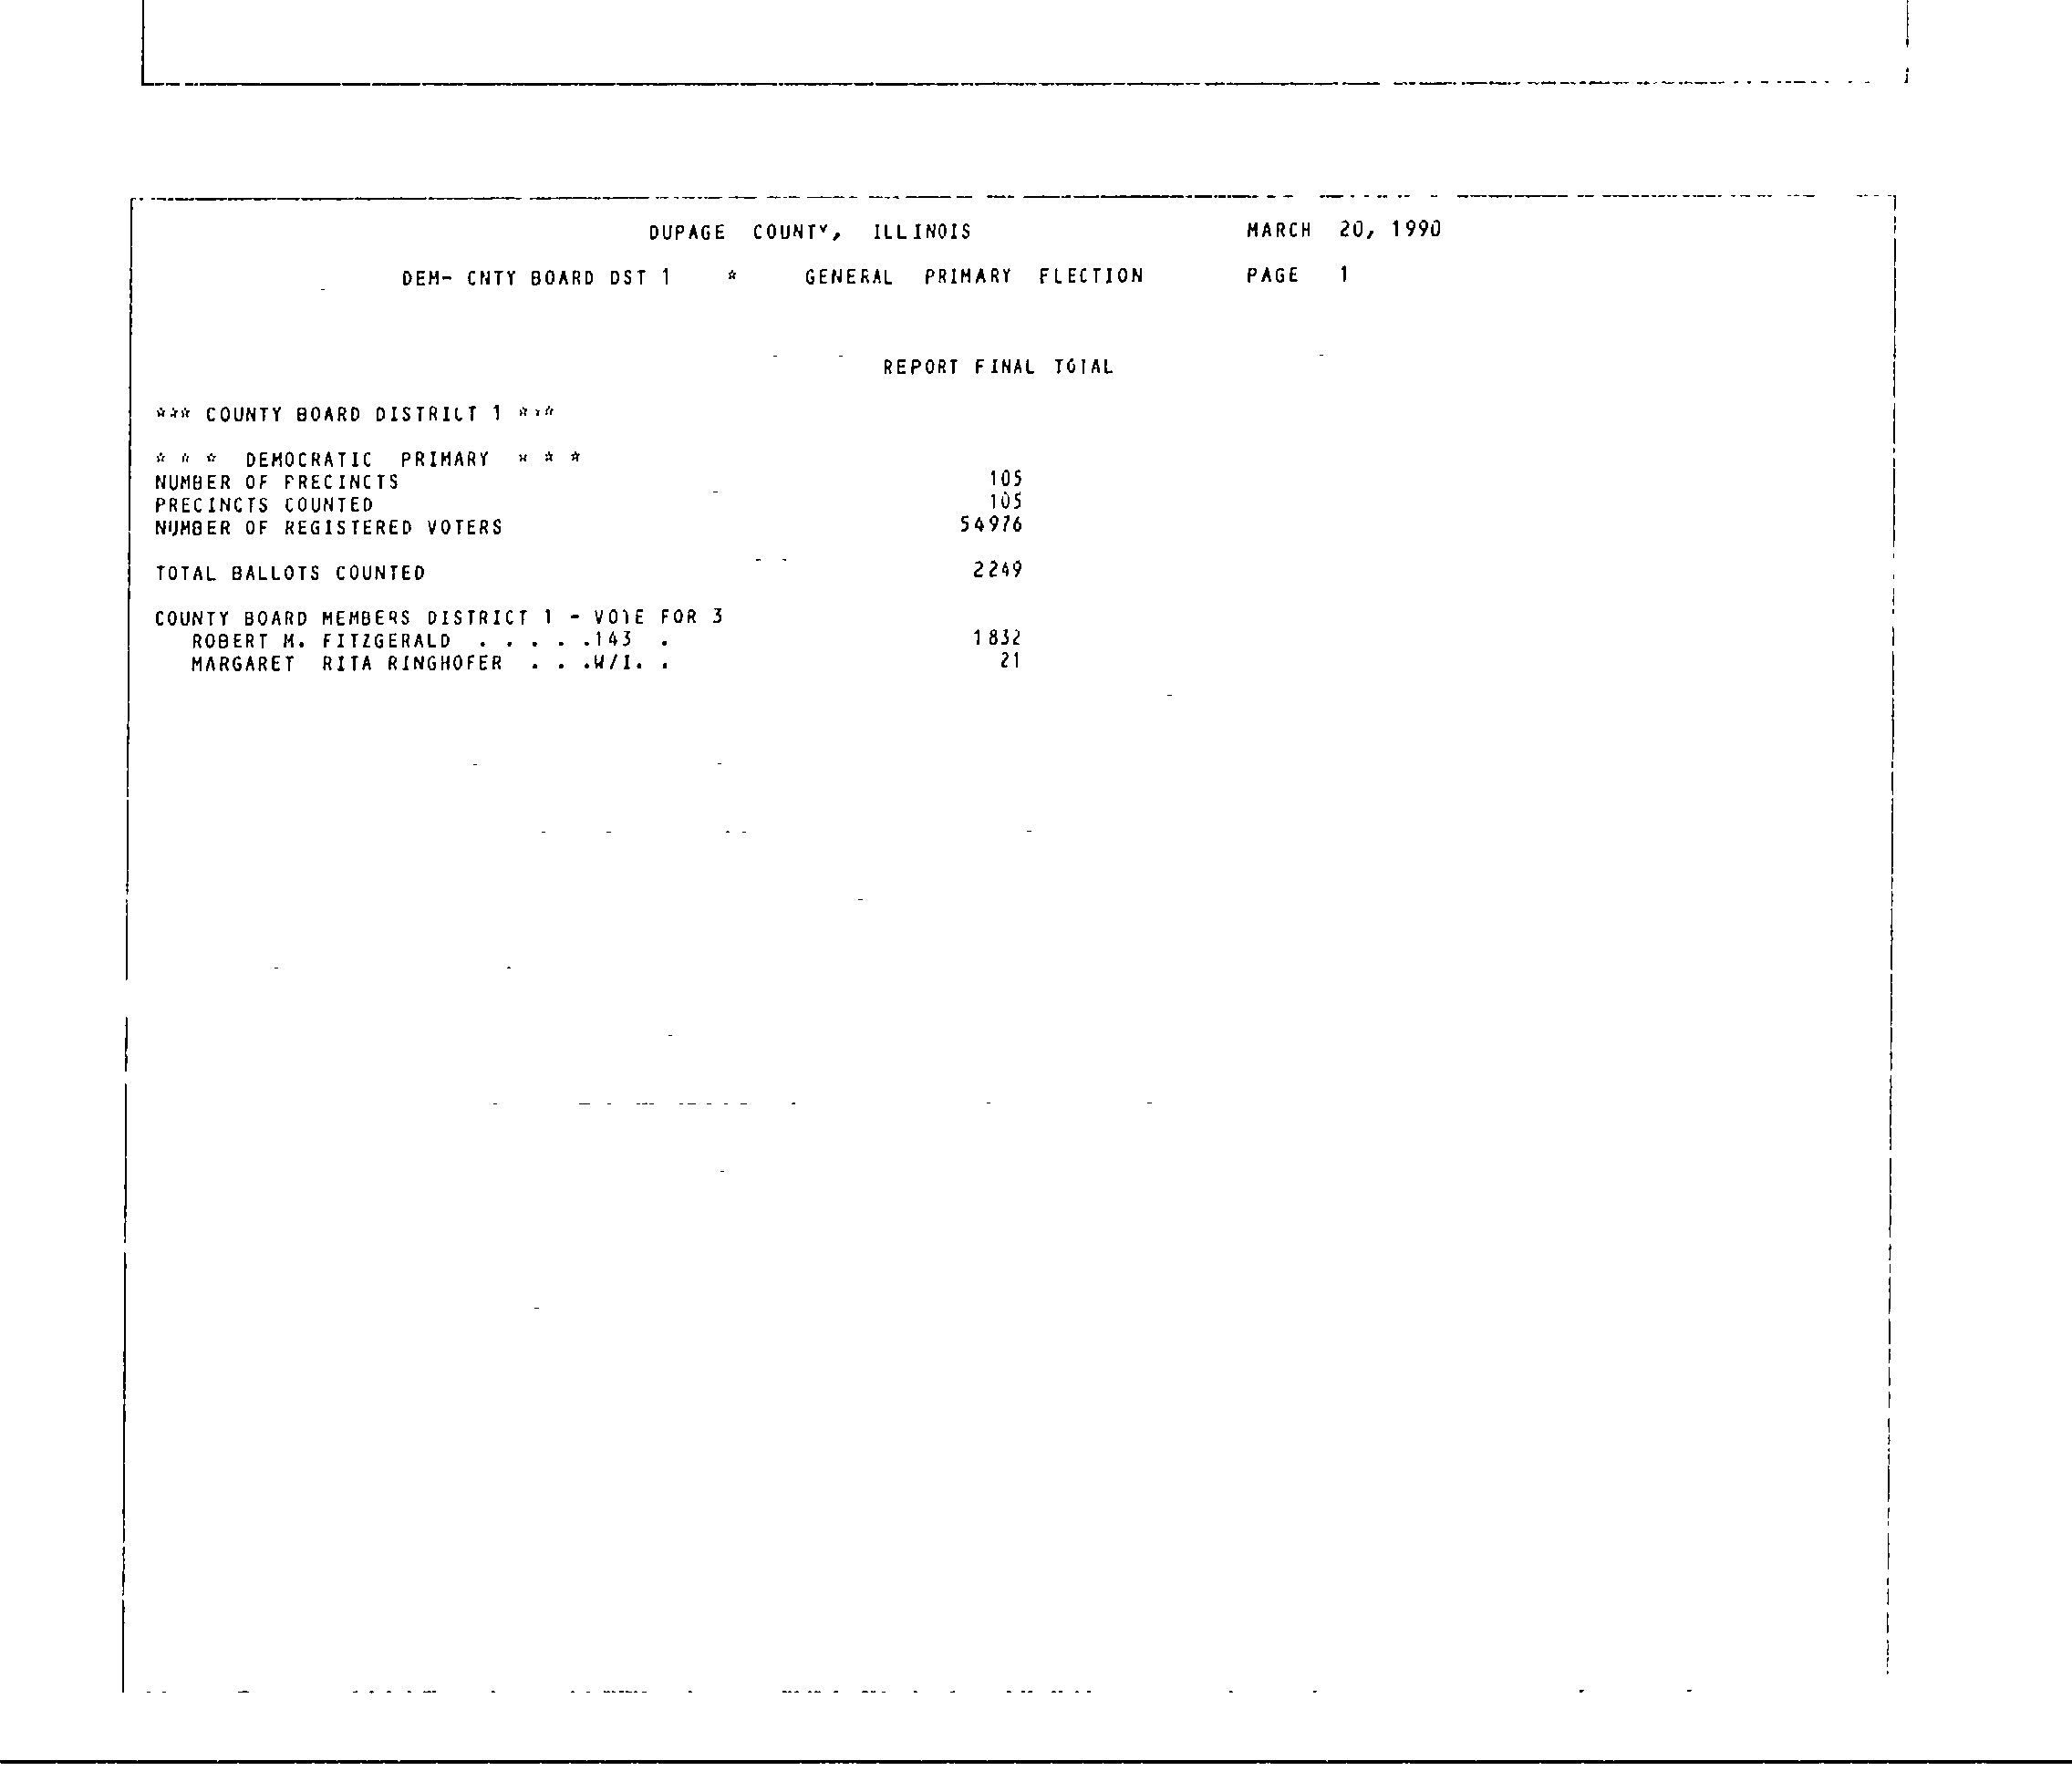 DUPAGE COUNTY, ILLINOIS MARCH 20, 1990
DEM- CNTY BOARD DST 1 * GENERAL PRIMARY ELECTION PAGE 1
REPORT FINAL TOTAL
*** COUNTY BOARD DISTRICT 1 ***
* * * DEMOCRATIC PRIMARY * * *
NUMBER OF PRECINCTS 105
PRECINCTS COUNTED 105
NUMBER OF REGISTERED VOTERS 54976
TOTAL BALLOTS COUNTED 2249
COUNTY BOARD MEMBERS DISTRICT 1 - VOTE FOR 3
ROBERT M. FITZGERALD . . . . .143 . 1832
MARGARET RITA RINGHOFER . . .W/I. . 21